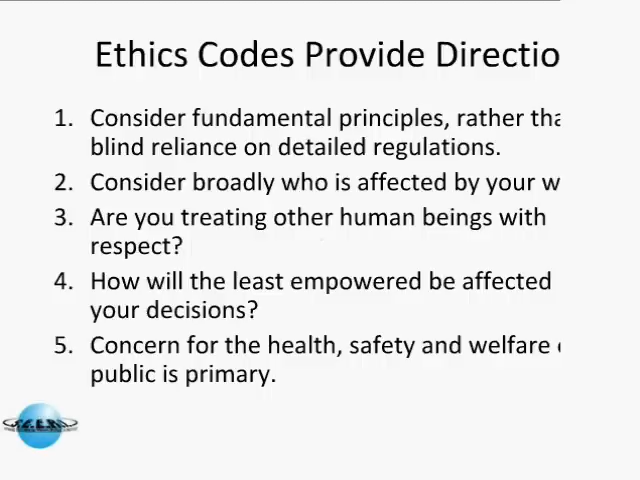 Ethics Codes Provide Directio
1. Consider fundamental principles, rather tha
blind reliance on detailed regulations.
2. Consider broadly who is affected by your w
3. Are you treating other human beings with
respect?
4. How will the least empowered be affected
your decisions?
5. Concern for the health, safety and welfare
public is primary.